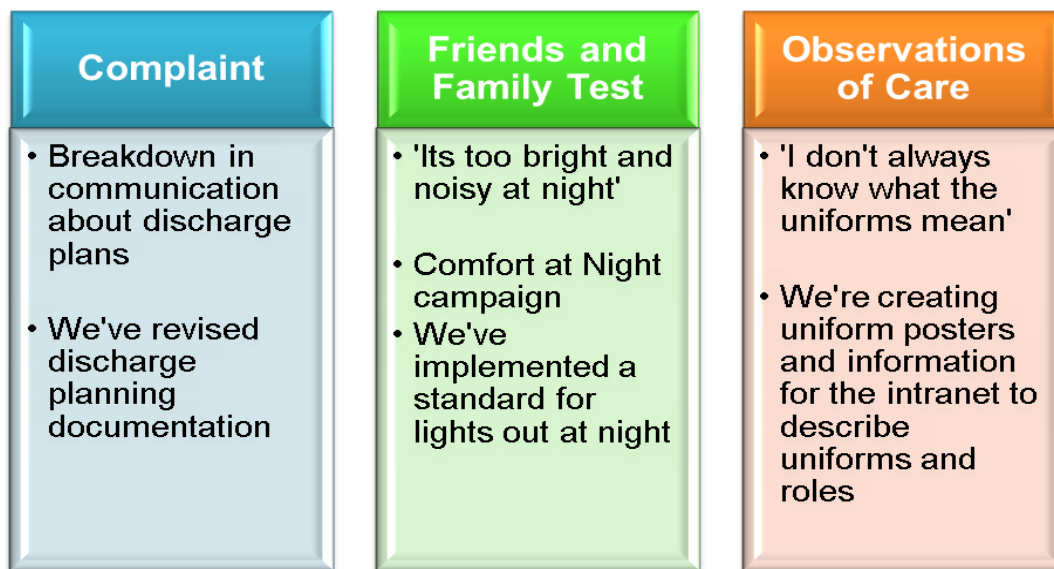 Complaint
• Breakdown in
communication
about discharge
plans
• We've revised
discharge
planning
documentation
Friends and
Family Test
• 'Its too bright and
noisy at night'
• Comfort at Night
campaign
• We've
implemented a
standard for
lights out at night
Observations
of Care
• 'I don't always
know what the
uniforms mean'
• We're creating
uniform posters
and information
for the intranet to
describe
uniforms and
roles